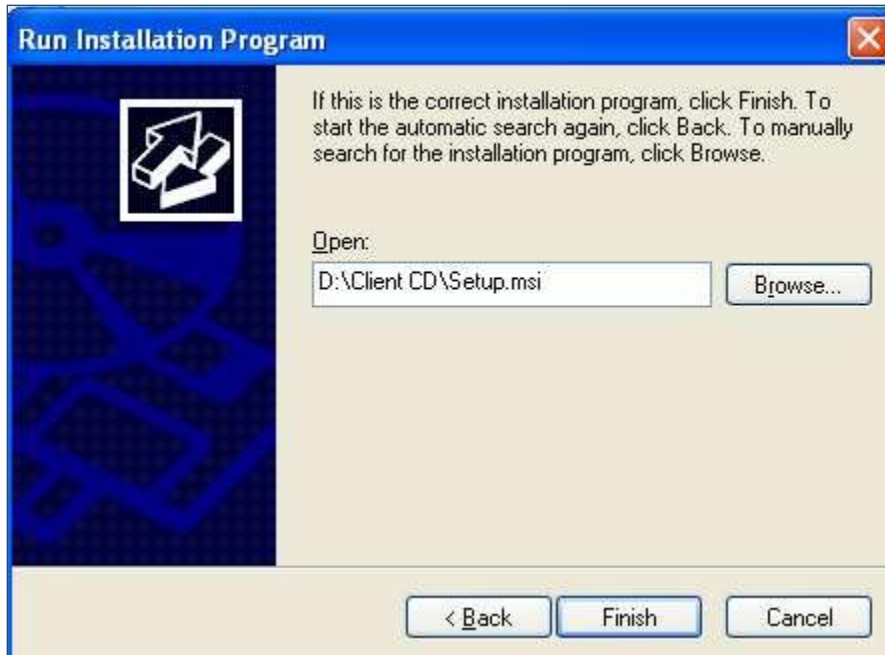 Run Installation Program
If this is the correct installation program, click Finish. To
start the automatic search again, click Back. To manually
search for the installation program, click Browse.
Open:
D:\Client CD\Setup.msi
Browse...
< Back
Finish
Cancel